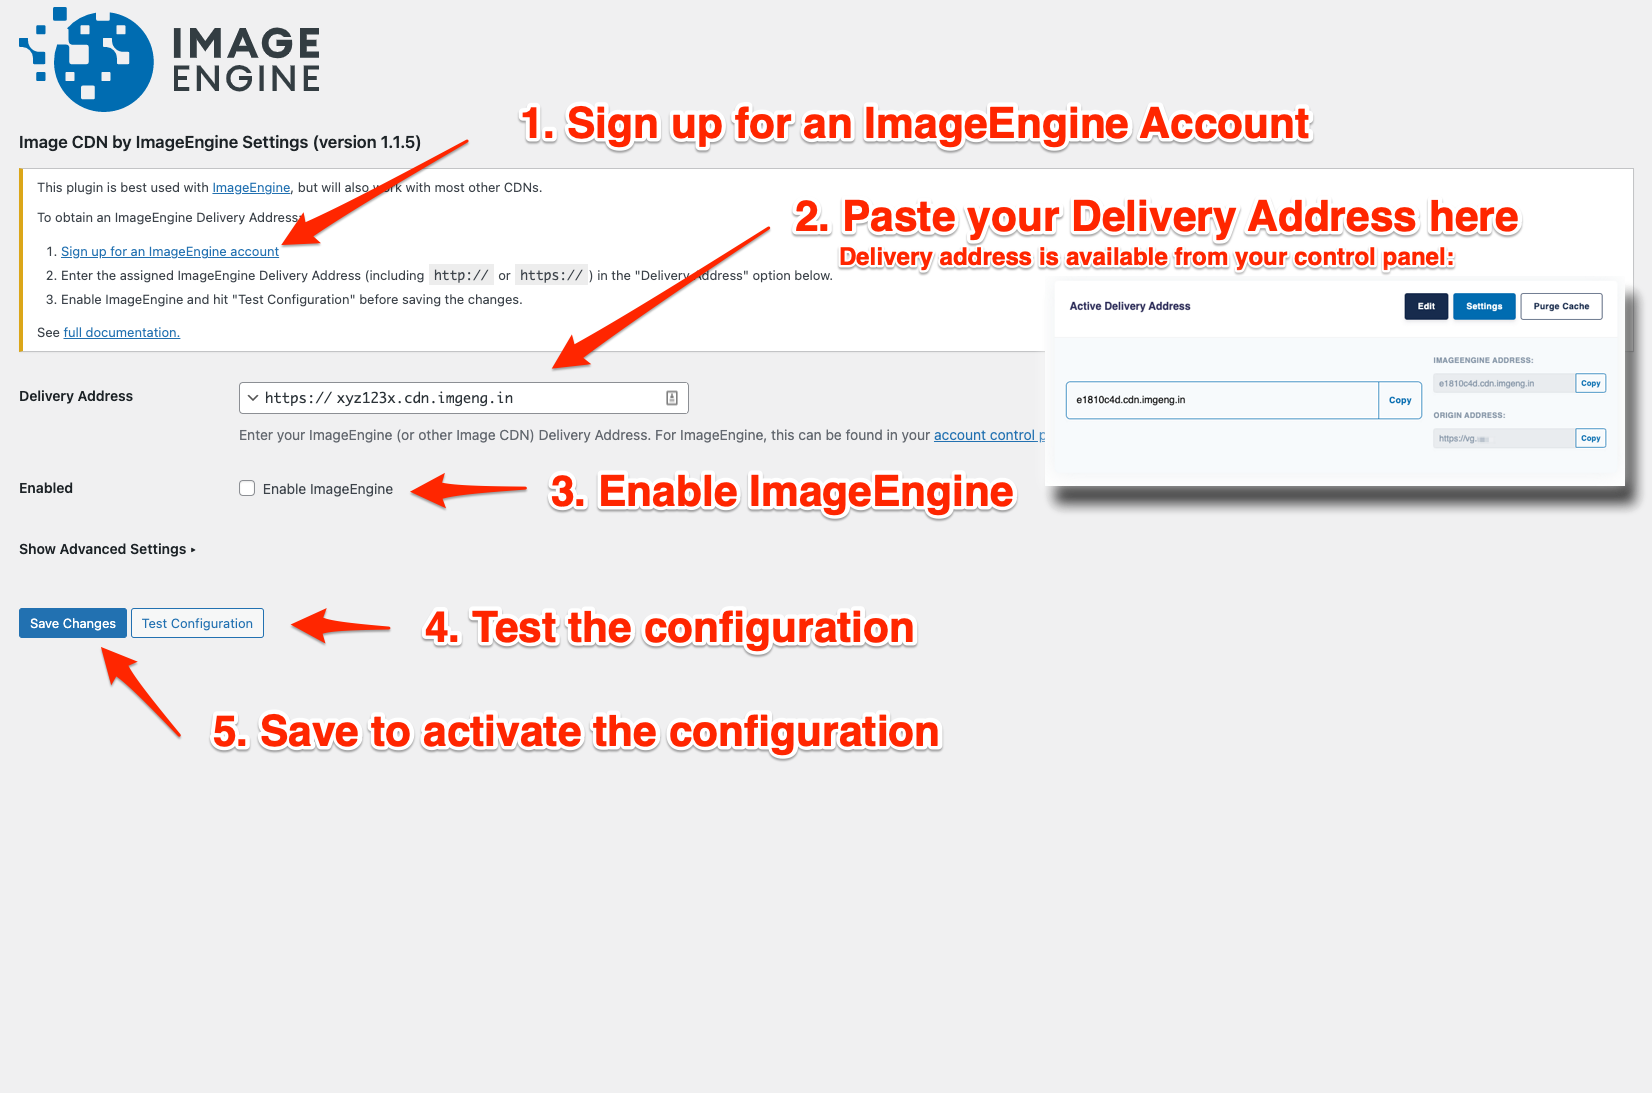 IMAGE
ENGINE
1. Sign up for an ImageEngine Account
Image CDN by ImageEngine Settings (version 1.1.5)
This plugin is best used with ImageEngine, but will also work with most other CDNs.
To obtain an ImageEngine Delivery Address:
2. Paste your Delivery Address here
Delivery address is available from your control panel:
1. Sign up for an ImageEngine account
2. Enter the assigned ImageEngine Delivery Address (including http:// or https:// ) in the "Delivery Address" option below.
3. Enable ImageEngine and hit "Test Configuration" before saving the changes.
See full documentation.
Active Delivery Address
Edit
Settings
Purge Cache
IMAGEENGINE ADDRESS:
e1810c4d.cdn.imgeng.in Copy
e1810c4d.cdn.imgeng.in Copy
ORIGIN ADDRESS:
https://vg. Copy
Delivery Address
https:// xyz123x.cdn.imgeng.in
Enter your ImageEngine (or other Image CDN) Delivery Address. For ImageEngine, this can be found in your account control p
Enabled
Enable ImageEngine
3. Enable ImageEngine
Show Advanced Settings ▸
Save Changes
Test Configuration
4. Test the configuration
5. Save to activate the configuration